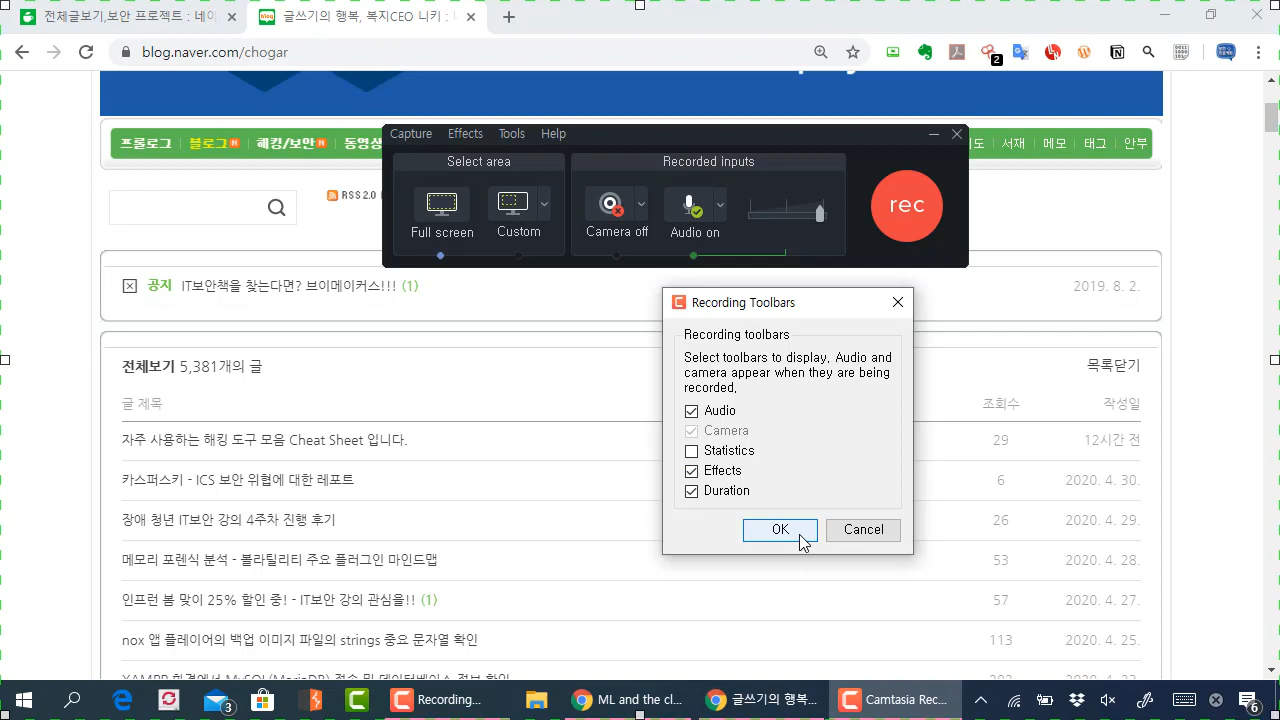 전체글보기,보안 프로젝트 : 네이
글쓰기의 행복, 복지CEO 니키 : 네
blog.naver.com/chogar
프롤로그 블로그 해킹/보안 동영상
서재 메모 태그 안부
Capture Effects Tools Help
Select area
Recorded inputs
Full screen
Custom
Camera off
Audio on
rec
RSS 2.0
공지 IT보안책을 찾는다면? 브이메이커스!!! (1) 2019. 8. 2.
Recording Toolbars
Recording toolbars
Select toolbars to display, Audio and
camera appear when they are being
recorded,
Audio
Camera
Statistics
Effects
Duration
OK Cancel
전체보기 5,381개의 글 목록닫기
글 제목 조회수 작성일
자주 사용하는 해킹 도구 모음 Cheat Sheet 입니다. 29 12시간 전
카스퍼스키 - ICS 보안 위협에 대한 레포트 6 2020. 4. 30.
장애 청년 IT보안 강의 4주차 진행 후기 26 2020. 4. 29.
메모리 포렌식 분석 - 볼라틸리티 주요 플러그인 마인드맵 53 2020. 4. 28.
인프런 봄 맞이 25% 할인 중! - IT보안 강의 관심을!! (1) 57 2020. 4. 27.
nox 앱 플레이어의 백업 이미지 파일의 strings 중요 문자열 확인 113 2020. 4. 25.
Recording...
ML and the cl...
글쓰기의 행복...
Camtasia Rec...